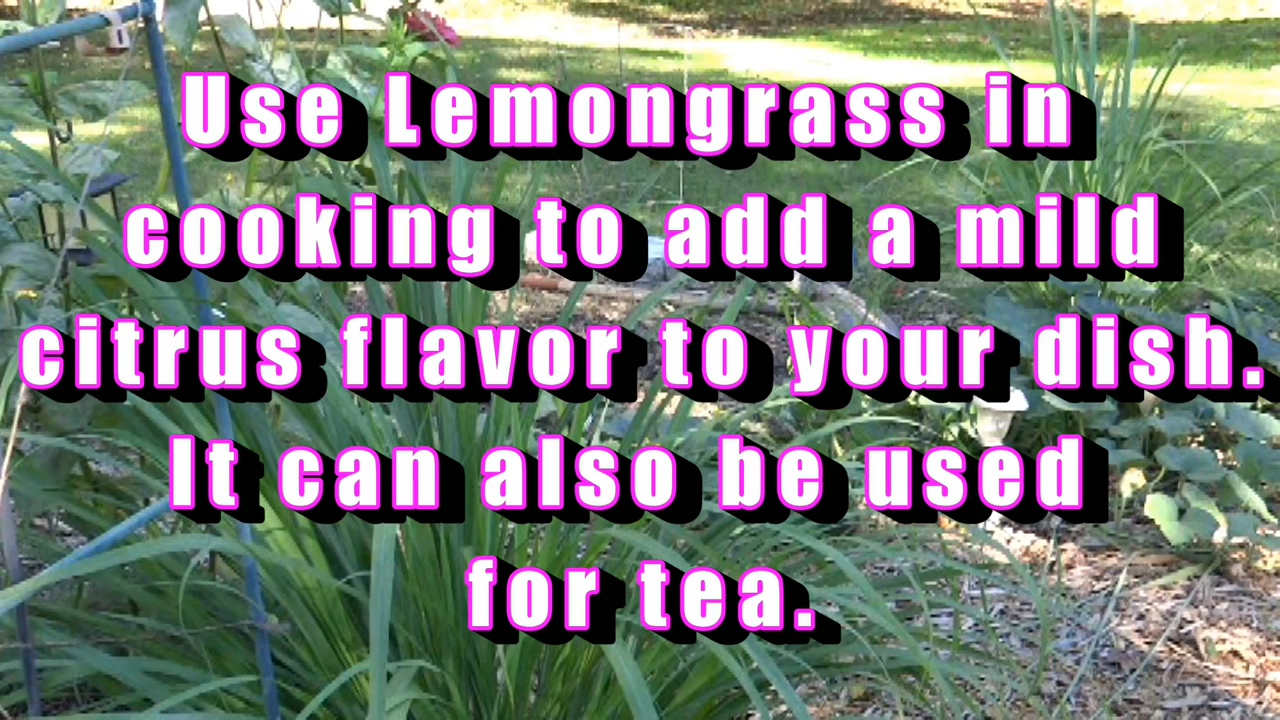 Use Lemongrass in
cooking to add a mild
citrus flavor to your dish.
It can also be used
for tea.